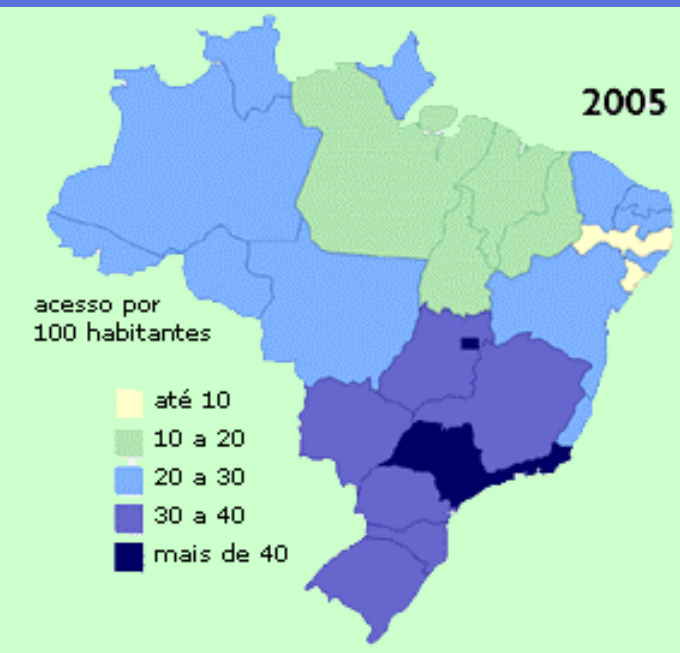 2005
acesso por
100 habitantes
até 10
10 a 20
20 a 30
30 a 40
mais de 40